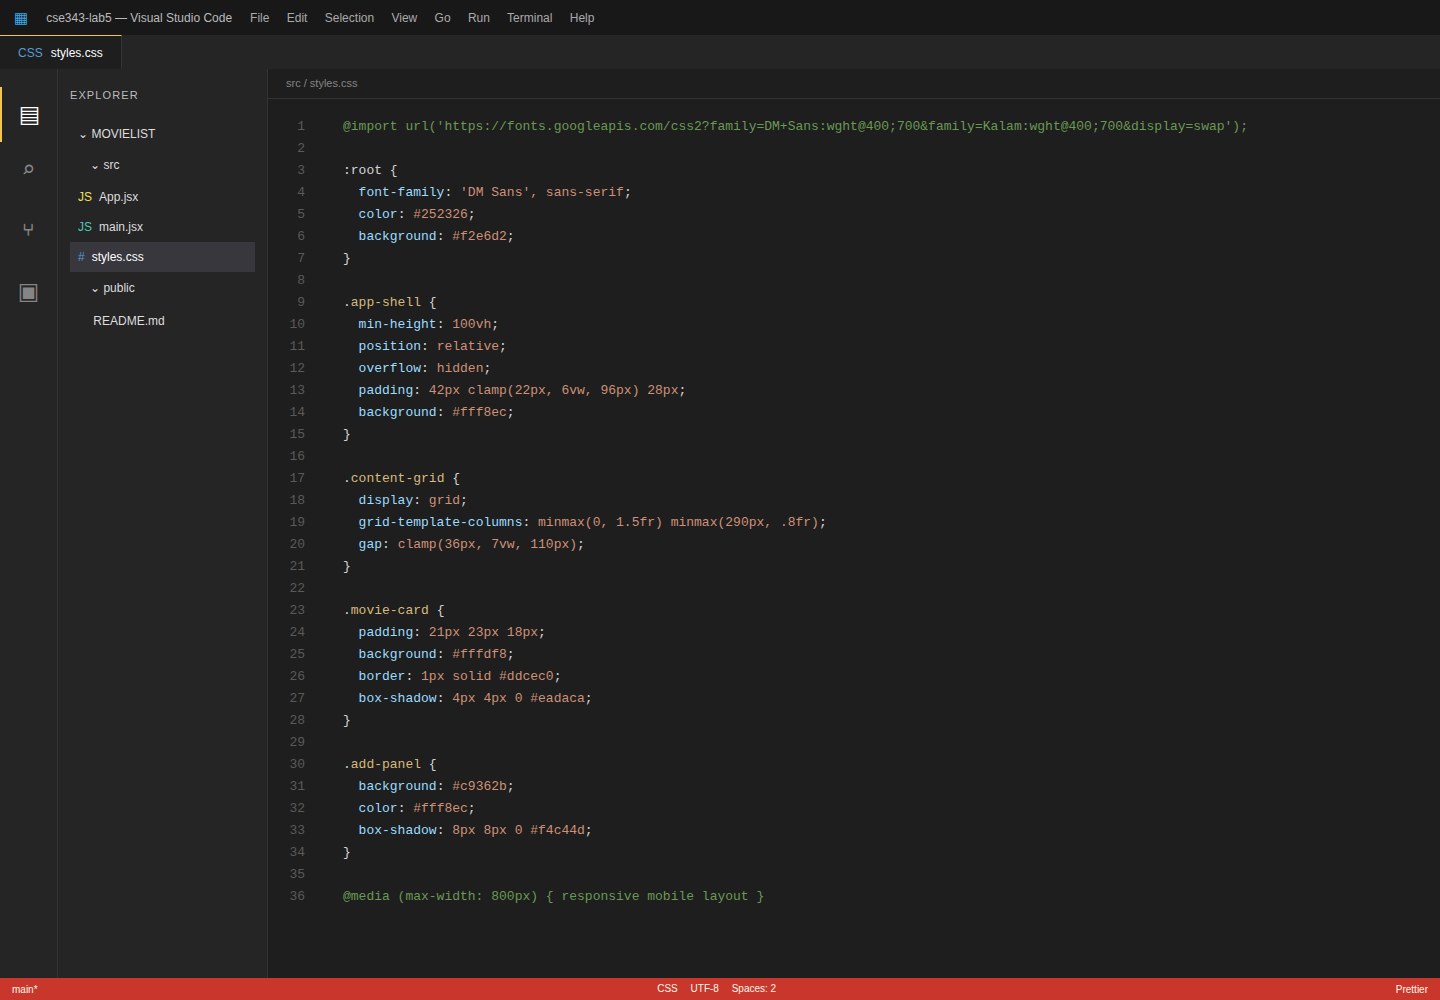 cse343-lab5 — Visual Studio Code File Edit Selection View Go Run Terminal Help
CSS styles.css
EXPLORER
MOVIELIST
src
JS App.jsx
JS main.jsx
# styles.css
public
README.md
src / styles.css
1 @import url('https://fonts.googleapis.com/css2?family=DM+Sans:wght@400;700&family=Kalam:wght@400;700&display=swap');
2
3 :root {
4   font-family: 'DM Sans', sans-serif;
5   color: #252326;
6   background: #f2e6d2;
7 }
8
9 .app-shell {
10   min-height: 100vh;
11   position: relative;
12   overflow: hidden;
13   padding: 42px clamp(22px, 6vw, 96px) 28px;
14   background: #fff8ec;
15 }
16
17 .content-grid {
18   display: grid;
19   grid-template-columns: minmax(0, 1.5fr) minmax(290px, .8fr);
20   gap: clamp(36px, 7vw, 110px);
21 }
22
23 .movie-card {
24   padding: 21px 23px 18px;
25   background: #fffdf8;
26   border: 1px solid #ddcec0;
27   box-shadow: 4px 4px 0 #eadaca;
28 }
29
30 .add-panel {
31   background: #c9362b;
32   color: #fff8ec;
33   box-shadow: 8px 8px 0 #f4c44d;
34 }
35
36 @media (max-width: 800px) { responsive mobile layout }
main* CSS UTF-8 Spaces: 2 Prettier